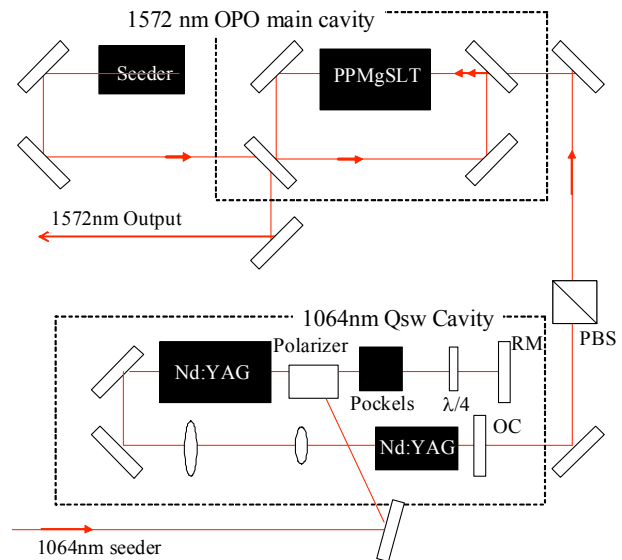 1572 nm OPO main cavity
Seeder
PPMgSLT
1572nm Output
1064nm Qsw Cavity
PBS
Polarizer
RM
Nd:YAG
Pockels
λ/4
OC
Nd:YAG
1064nm seeder